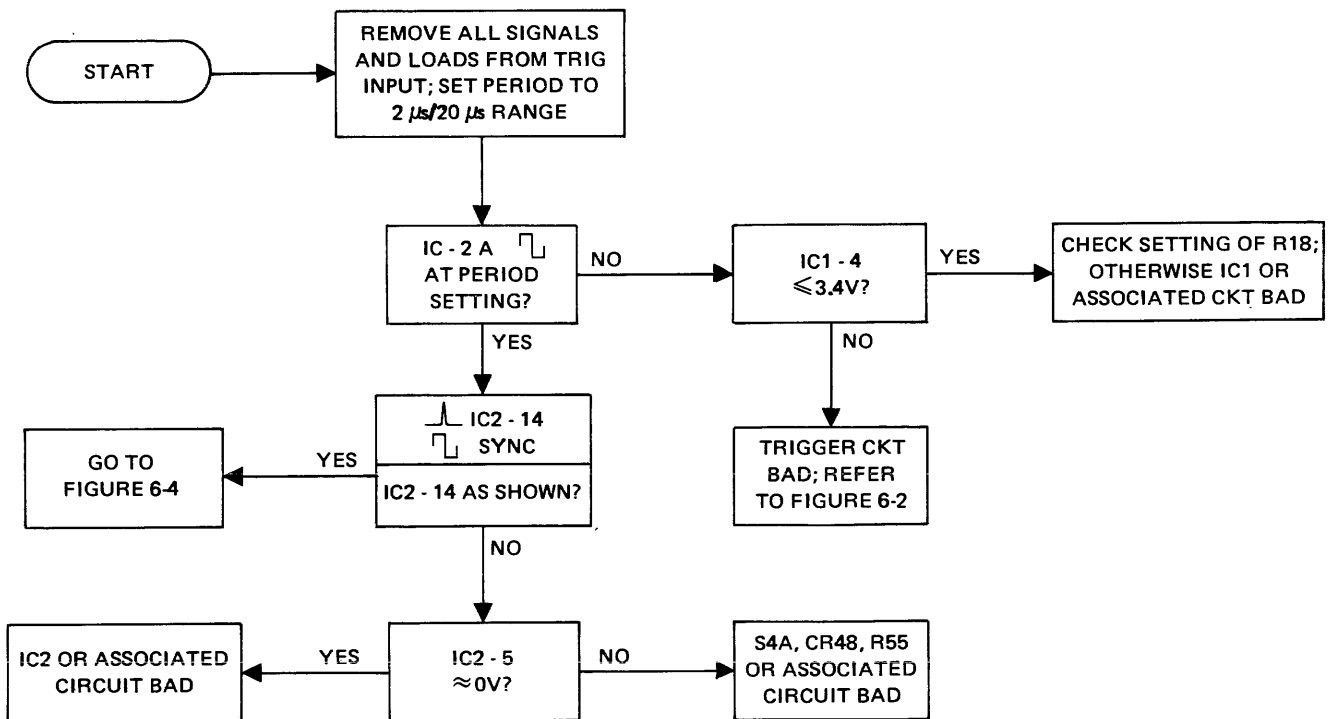 START
REMOVE ALL SIGNALS
AND LOADS FROM TRIG
INPUT; SET PERIOD TO
2 μs/20 μs RANGE
IC - 2 A
AT PERIOD
SETTING?
NO
IC1 - 4
≤3.4V?
YES
CHECK SETTING OF R18;
OTHERWISE IC1 OR
ASSOCIATED CKT BAD
YES
NO
IC2 - 14
SYNC
IC2 - 14 AS SHOWN?
YES
GO TO
FIGURE 6-4
TRIGGER CKT
BAD; REFER
TO FIGURE 6-2
NO
IC2 - 5
≈0V?
YES
IC2 OR ASSOCIATED
CIRCUIT BAD
NO
S4A, CR48, R55
OR ASSOCIATED
CIRCUIT BAD